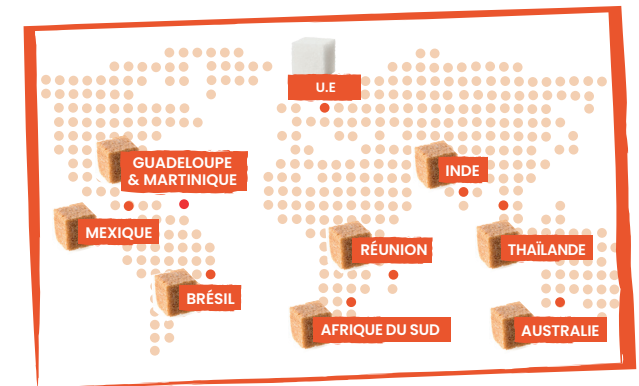 U.E
GUADELOUPE
& MARTINIQUE
INDE
MEXIQUE
RÉUNION
THAÏLANDE
BRÉSIL
AFRIQUE DU SUD
AUSTRALIE